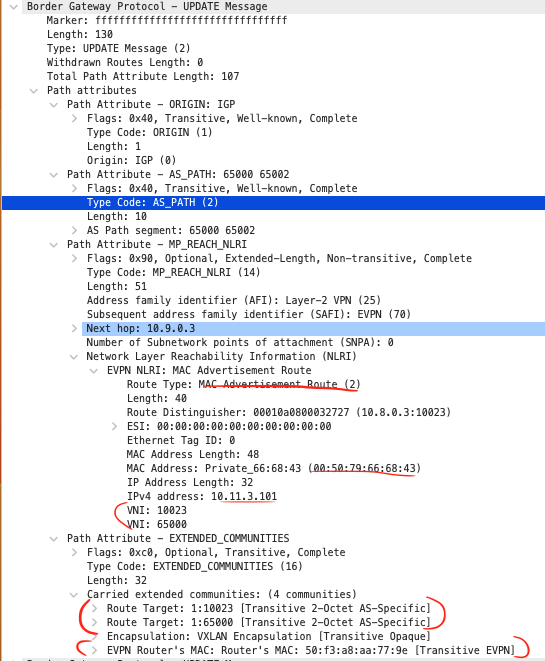 Border Gateway Protocol – UPDATE Message
Marker: ffffffffffffffffffffffffffffffff
Length: 130
Type: UPDATE Message (2)
Withdrawn Routes Length: 0
Total Path Attribute Length: 107
Path attributes
Path Attribute – ORIGIN: IGP
Flags: 0x40, Transitive, Well-known, Complete
Type Code: ORIGIN (1)
Length: 1
Origin: IGP (0)
Path Attribute – AS_PATH: 65000 65002
Flags: 0x40, Transitive, Well-known, Complete
Type Code: AS_PATH (2)
Length: 10
AS Path segment: 65000 65002
Path Attribute – MP_REACH_NLRI
Flags: 0x90, Optional, Extended-Length, Non-transitive, Complete
Type Code: MP_REACH_NLRI (14)
Length: 51
Address family identifier (AFI): Layer-2 VPN (25)
Subsequent address family identifier (SAFI): EVPN (70)
Next hop: 10.9.0.3
Number of Subnetwork points of attachment (SNPA): 0
Network Layer Reachability Information (NLRI)
EVPN NLRI: MAC Advertisement Route
Route Type: MAC Advertisement Route (2)
Length: 40
Route Distinguisher: 00010a0800032727 (10.8.0.3:10023)
ESI: 00:00:00:00:00:00:00:00:00:00
Ethernet Tag ID: 0
MAC Address Length: 48
MAC Address: Private_66:68:43 (00:50:79:66:68:43)
IP Address Length: 32
IPv4 address: 10.11.3.101
VNI: 10023
VNI: 65000
Path Attribute – EXTENDED_COMMUNITIES
Flags: 0xc0, Optional, Transitive, Complete
Type Code: EXTENDED_COMMUNITIES (16)
Length: 32
Carried extended communities: (4 communities)
Route Target: 1:10023 [Transitive 2-Octet AS-Specific]
Route Target: 1:65000 [Transitive 2-Octet AS-Specific]
Encapsulation: VXLAN Encapsulation [Transitive Opaque]
EVPN Router's MAC: Router's MAC: 50:f3:a8:aa:77:9e [Transitive EVPN]